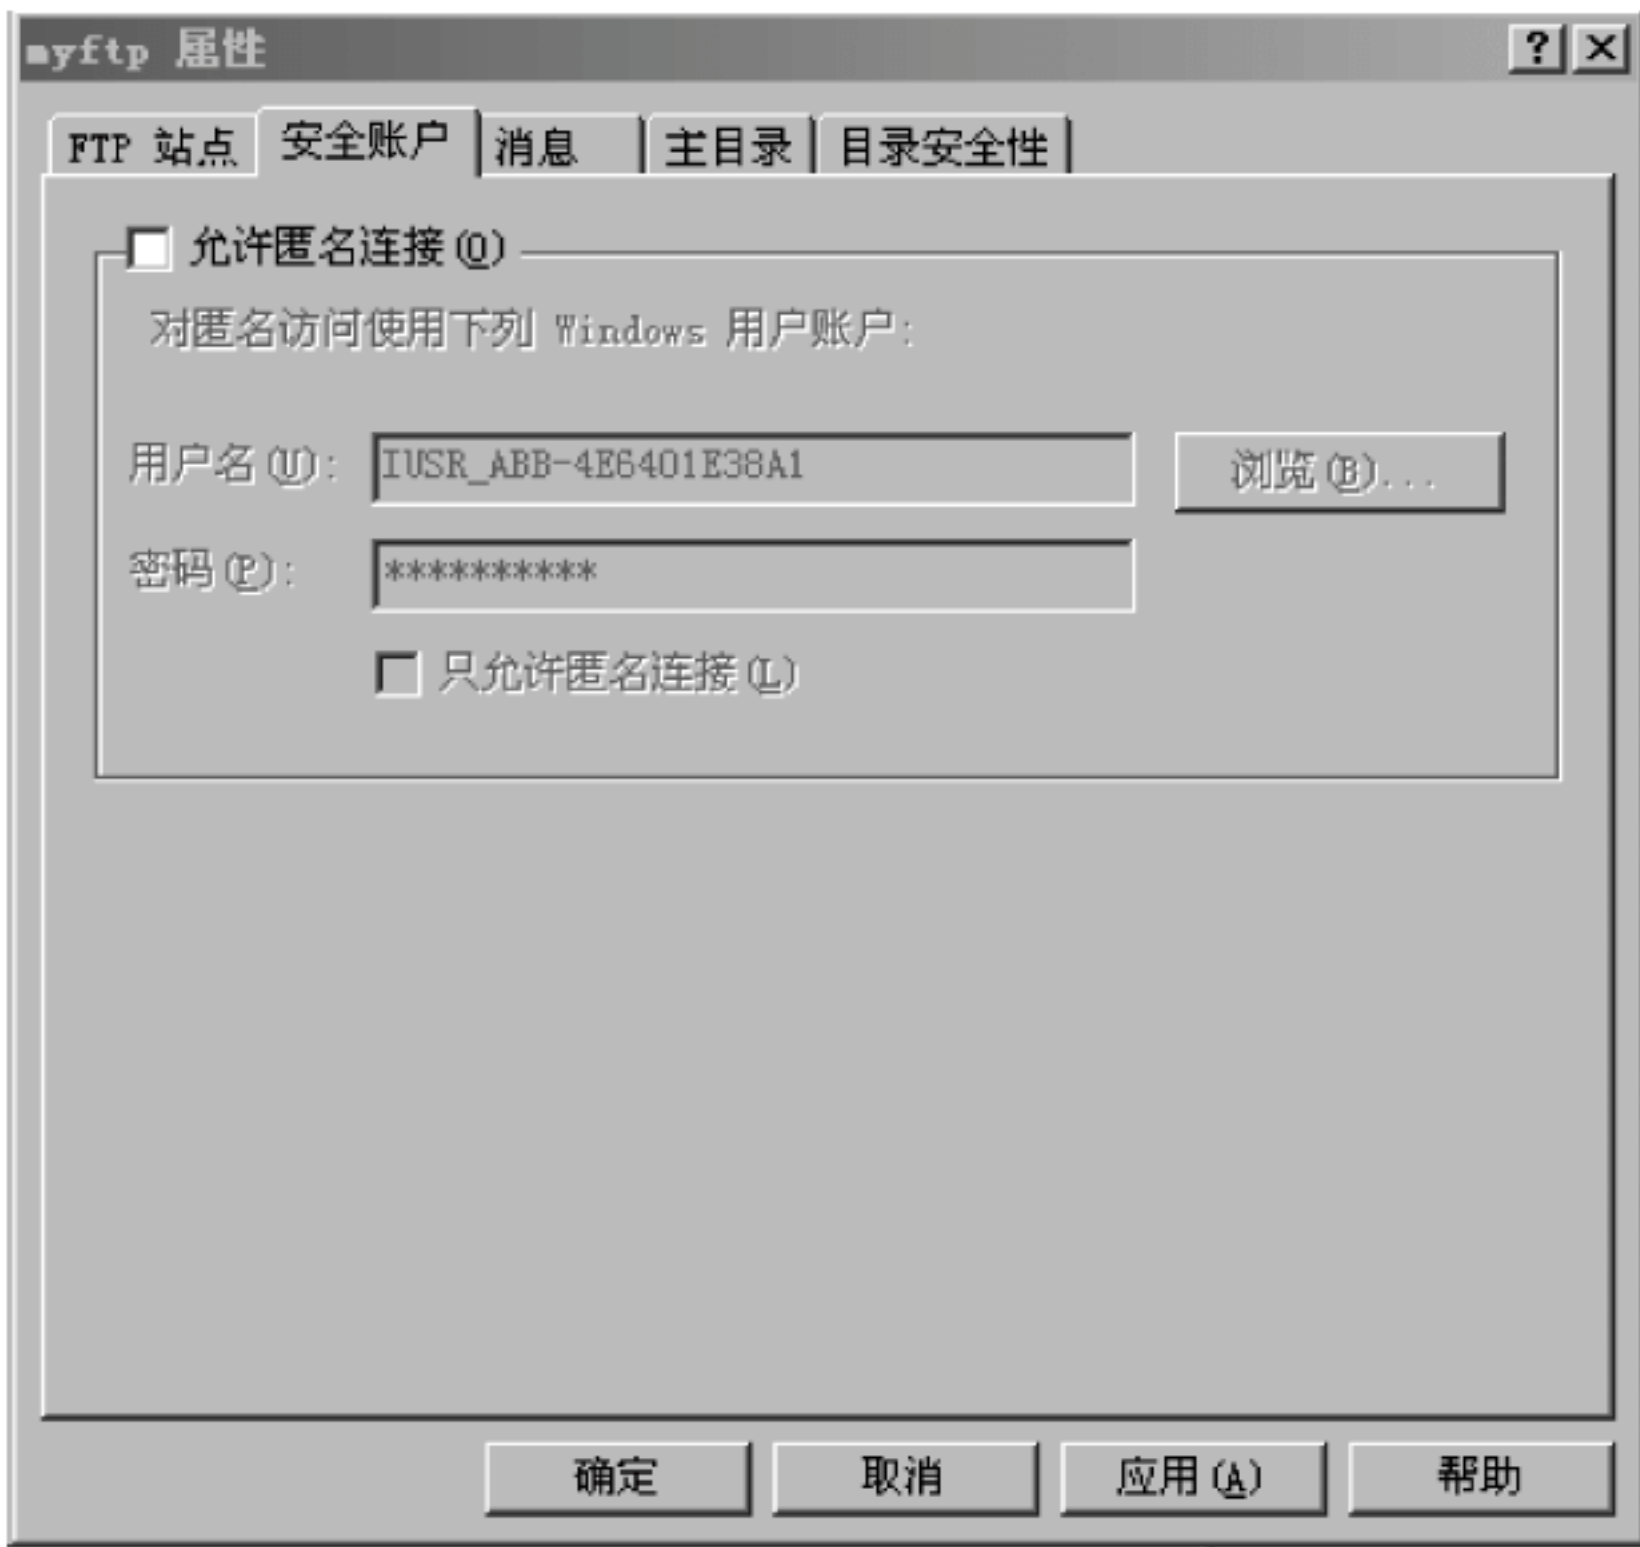 myftp 属性
FTP 站点 安全账户 消息 主目录 目录安全性
允许匿名连接(O)
对匿名访问使用下列 Windows 用户账户:
用户名(U): IUSR_ABB-4E6401E38A1 浏览(B)...
密码(P): **********
只允许匿名连接(L)
确定 取消 应用(A) 帮助